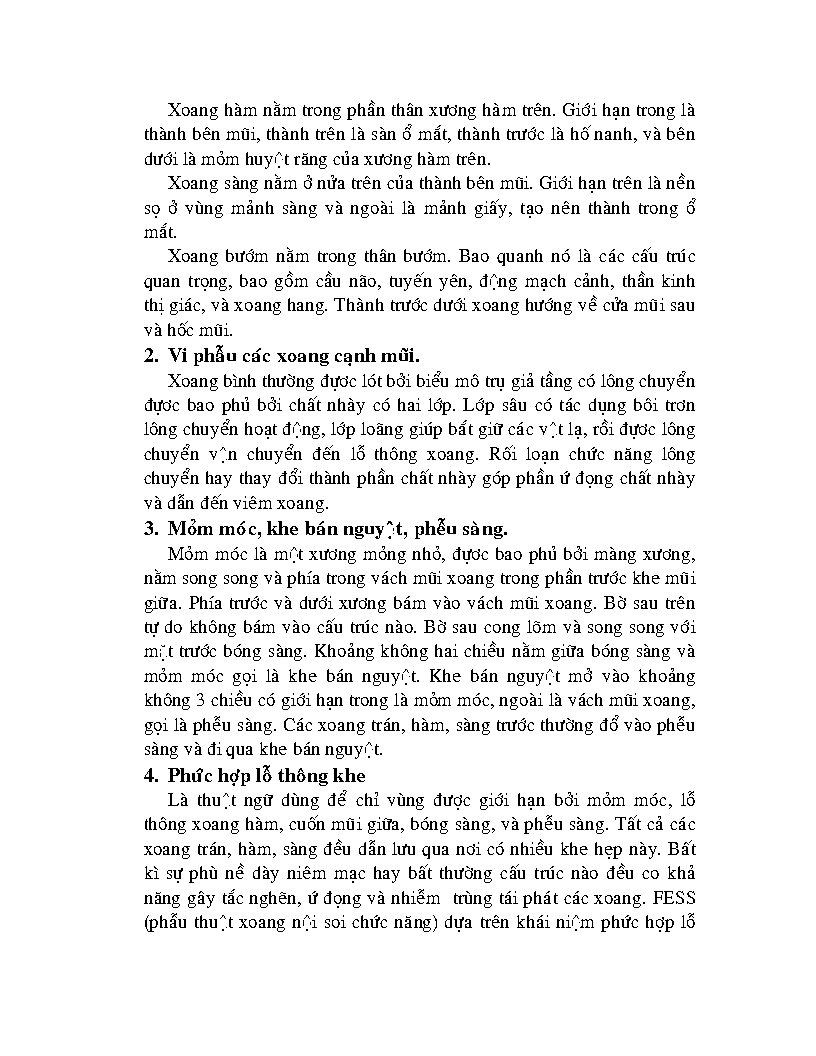 Xoang hàm nằm trong phần thân xương hàm trên. Giới hạn trong là
thành bên mũi, thành trên là sàn ổ mắt, thành trước là hố nanh, và bên
dưới là mỏm huyột răng của xương hàm trên.
Xoang sàng nằm ở nửa trên của thành bên mũi. Giới hạn trên là nền
sọ ở vùng mảnh sàng và ngoài là mảnh giấy, tạo nên thành trong ổ
mắt.
Xoang bướm nằm trong thân bướm. Bao quanh nó là các cấu trúc
quan trọng, bao gồm cầu não, tuyến yên, động mạch cảnh, thần kinh
thị giác, và xoang hang. Thành trước dưới xoang hướng về cửa mũi sau
và hốc mũi.
2. Vi phẫu các xoang cạnh mũi.
Xoang bình thường đựơc lót bởi biểu mô trụ giả tầng có lông chuyển
đựơc bao phủ bởi chất nhày có hai lớp. Lớp sâu có tác dụng bôi trơn
lông chuyển hoạt động, lớp loãng giúp bắt giữ các vột lạ, rồi đựơc lông
chuyển vộn chuyển đến lỗ thông xoang. Rối loạn chức năng lông
chuyển hay thay đổi thành phần chất nhày góp phần ứ đọng chất nhày
và dẫn đến viêm xoang.
3. Mỏm móc, khe bán nguyột, phễu sàng.
Mỏm móc là một xương mỏng nhỏ, đựơc bao phủ bởi màng xương,
nằm song song và phía trong vách mũi xoang trong phần trước khe mũi
giữa. Phía trước và dưới xương bám vào vách mũi xoang. Bờ sau trên
tự do không bám vào cấu trúc nào. Bờ sau cong lõm và song song với
mặt trước bóng sàng. Khoảng không hai chiều nằm giữa bóng sàng và
mỏm móc gọi là khe bán nguyột. Khe bán nguyột mở vào khoảng
không 3 chiều có giới hạn trong là mỏm móc, ngoài là vách mũi xoang,
gọi là phễu sàng. Các xoang trán, hàm, sàng trước thường đổ vào phễu
sàng và đi qua khe bán nguyột.
4. Phức hợp lỗ thông khe
Là thuột ngữ dùng để chỉ vùng được giới hạn bởi mỏm móc, lỗ
thông xoang hàm, cuốn mũi giữa, bóng sàng, và phễu sàng. Tất cả các
xoang trán, hàm, sàng đều dẫn lưu qua nơi có nhiều khe hẹp này. Bất
kì sự phù nề dày niêm mạc hay bất thường cấu trúc nào đều co khả
năng gây tắc nghẽn, ứ đọng và nhiễm trùng tái phát các xoang. FESS
(phẫu thuột xoang nội soi chức năng) dựa trên khái niộm phức hợp lỗ